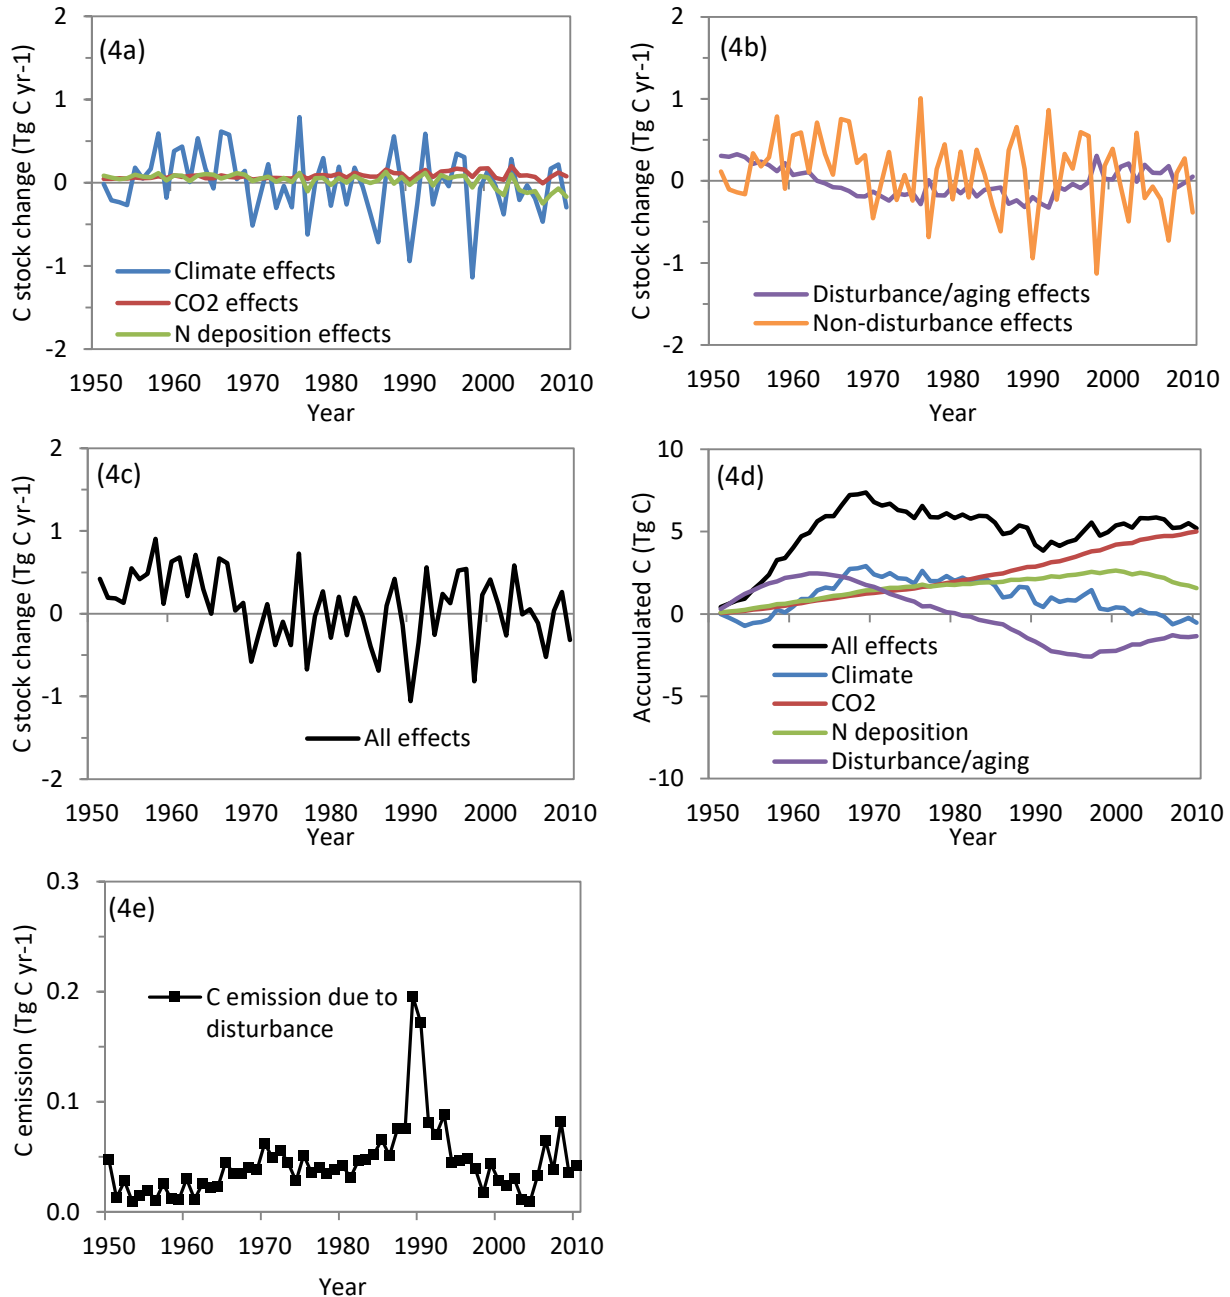 (4a)
C stock change (Tg C yr-1)
2
1
0
-1
-2
Climate effects
CO2 effects
N deposition effects
1950 1960 1970 1980 1990 2000 2010
Year
(4b)
C stock change (Tg C yr-1)
2
1
0
-1
-2
Disturbance/aging effects
Non-disturbance effects
1950 1960 1970 1980 1990 2000 2010
Year
(4c)
C stock change (Tg C yr-1)
2
1
0
-1
-2
All effects
1950 1960 1970 1980 1990 2000 2010
Year
(4d)
Accumulated C (Tg C)
10
5
0
-5
-10
All effects
Climate
CO2
N deposition
Disturbance/aging
1950 1960 1970 1980 1990 2000 2010
Year
(4e)
C emission (Tg C yr-1)
0.3
0.2
0.1
0.0
C emission due to
disturbance
1950 1960 1970 1980 1990 2000 2010
Year